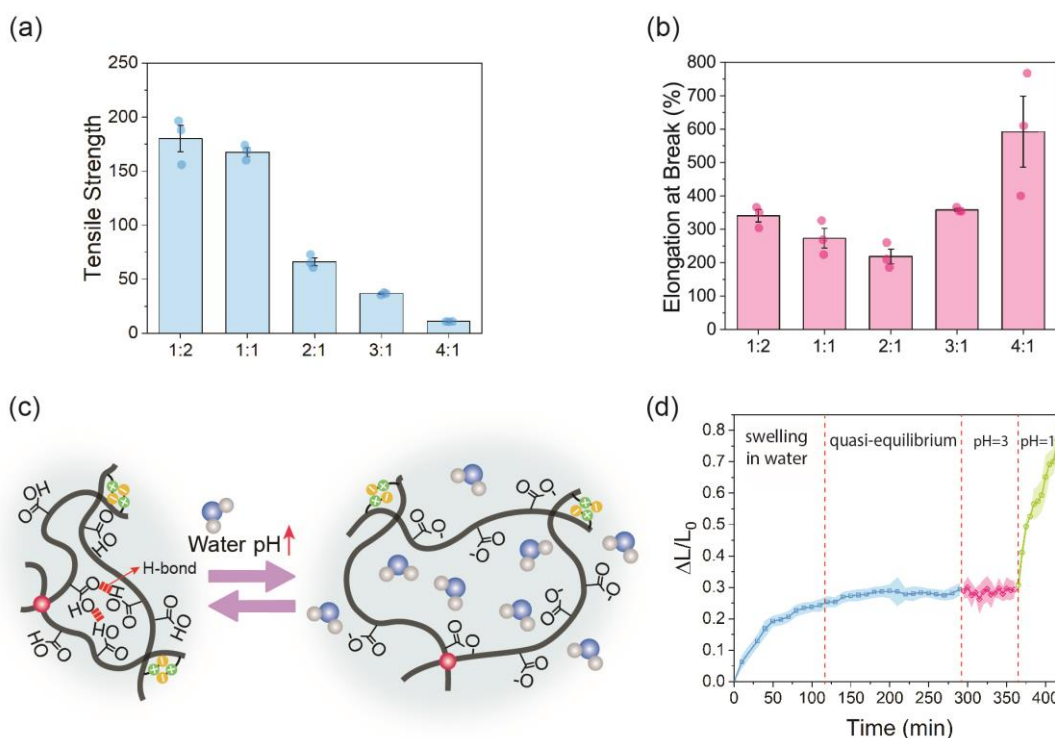 (a)
250
200
150
100
50
0
Tensile Strength
1:2 1:1 2:1 3:1 4:1
(b)
800
700
600
500
400
300
200
100
0
Elongation at Break (%)
1:2 1:1 2:1 3:1 4:1
(c)
H-bond
Water pH
(d)
0.8
0.7
0.6
0.5
0.4
0.3
0.2
0.1
0.0
ΔL/L0
swelling
in water
quasi-equilibrium
pH=3
0 50 100 150 200 250 300 350 400
Time (min)